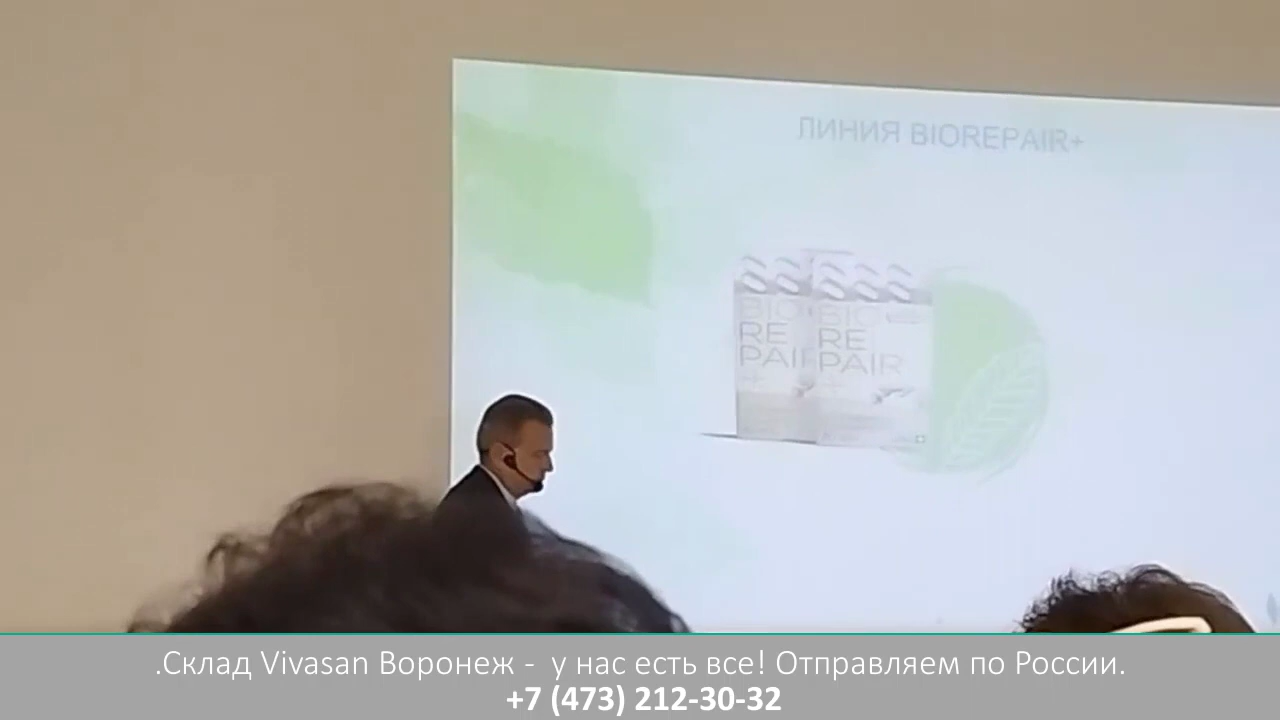 ЛИНИЯ BIOREPAIR+
BIO
RE
PAIR
+
BIO
RE
PAIR
.Склад Vivasan Воронеж - у нас есть все! Отправляем по России.
+7 (473) 212-30-32